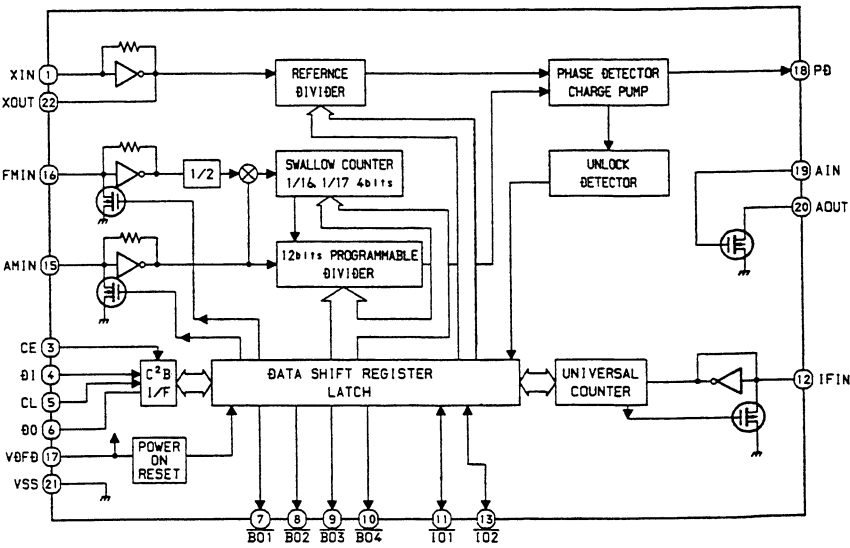 XIN 1
XOUT 22
REFERNCE
DIVIDER
PHASE DETECTOR
CHARGE PUMP
18 PD
FMIN 16
1/2
SWALLOW COUNTER
1/16, 1/17 4bits
UNLOCK
DETECTOR
19 AIN
20 AOUT
AMIN 15
12bits PROGRAMMABLE
DIVIDER
CE 3
DI 4
CL 5
DO 6
VDFD 17
VSS 21
C²B
I/F
DATA SHIFT REGISTER
LATCH
UNIVERSAL
COUNTER
12 IFIN
POWER
ON
RESET
7 8 9 10 11 13
BO1 BO2 BO3 BO4 IO1 IO2